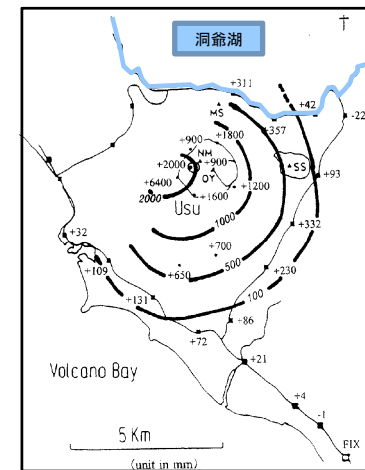 洞爺湖
+311
+42
-22
MS
+357
+1800
+900
NM
+2000
+900
OY
SS
+93
+6400
+1200
2000
+1600
Usu
1000
+332
+32
+700
500
+650
+230
+109
100
+131
+86
+72
+21
Volcano Bay
+4
-1
5 Km
FIX
(unit in mm)